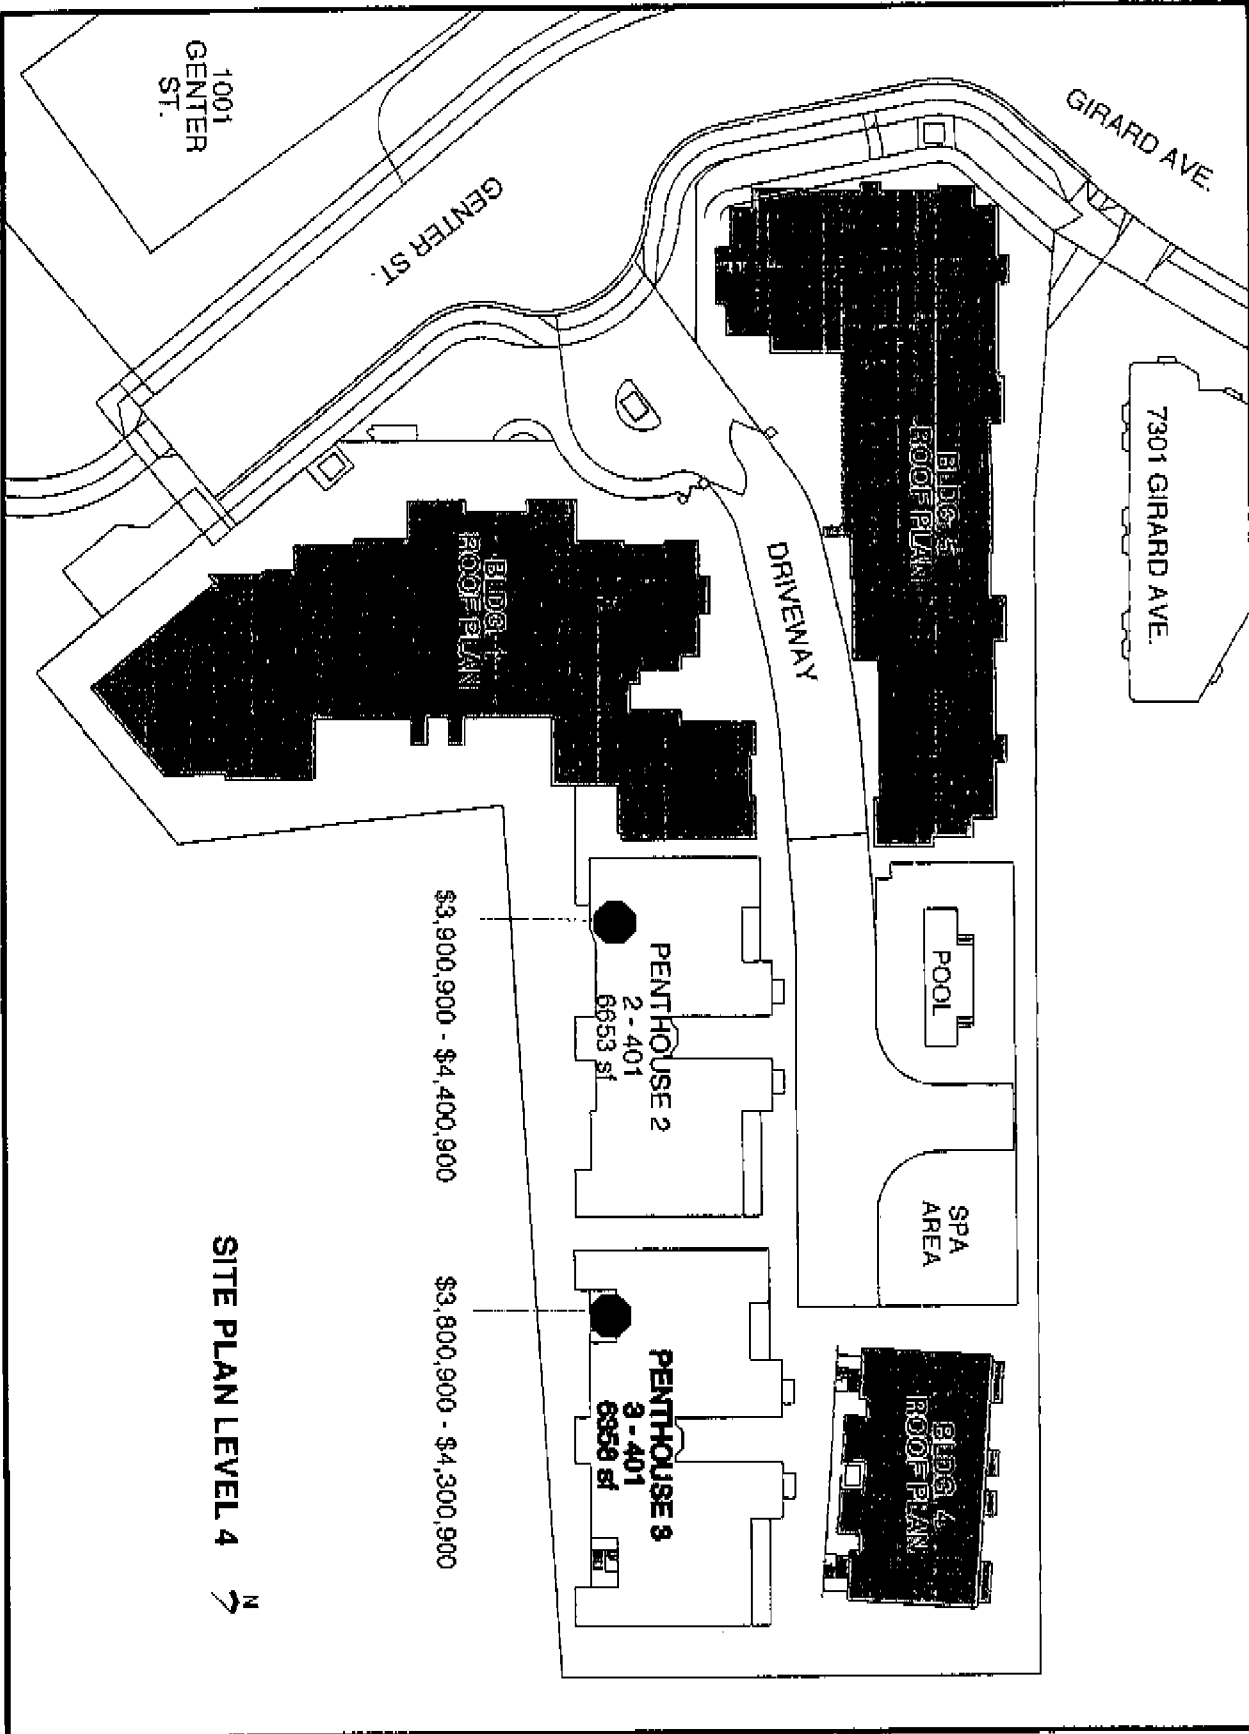 1001
GENTER
ST.
GENTER ST.
GIRARD AVE.
7301 GIRARD AVE.
BLDG 5
ROOF PLAN
BLDG 1
ROOF PLAN
DRIVEWAY
POOL
SPA
AREA
PENTHOUSE 2
2 - 401
6653 sf
$3,900,900 - $4,400,900
PENTHOUSE 3
3 - 401
sf
$3,800,900 - $4,300,900
BLDG 4
ROOF PLAN
SITE PLAN LEVEL 4
N